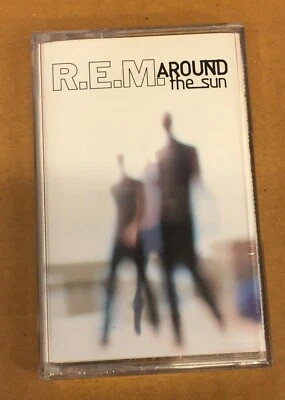 R.E.M. AROUND
the sun